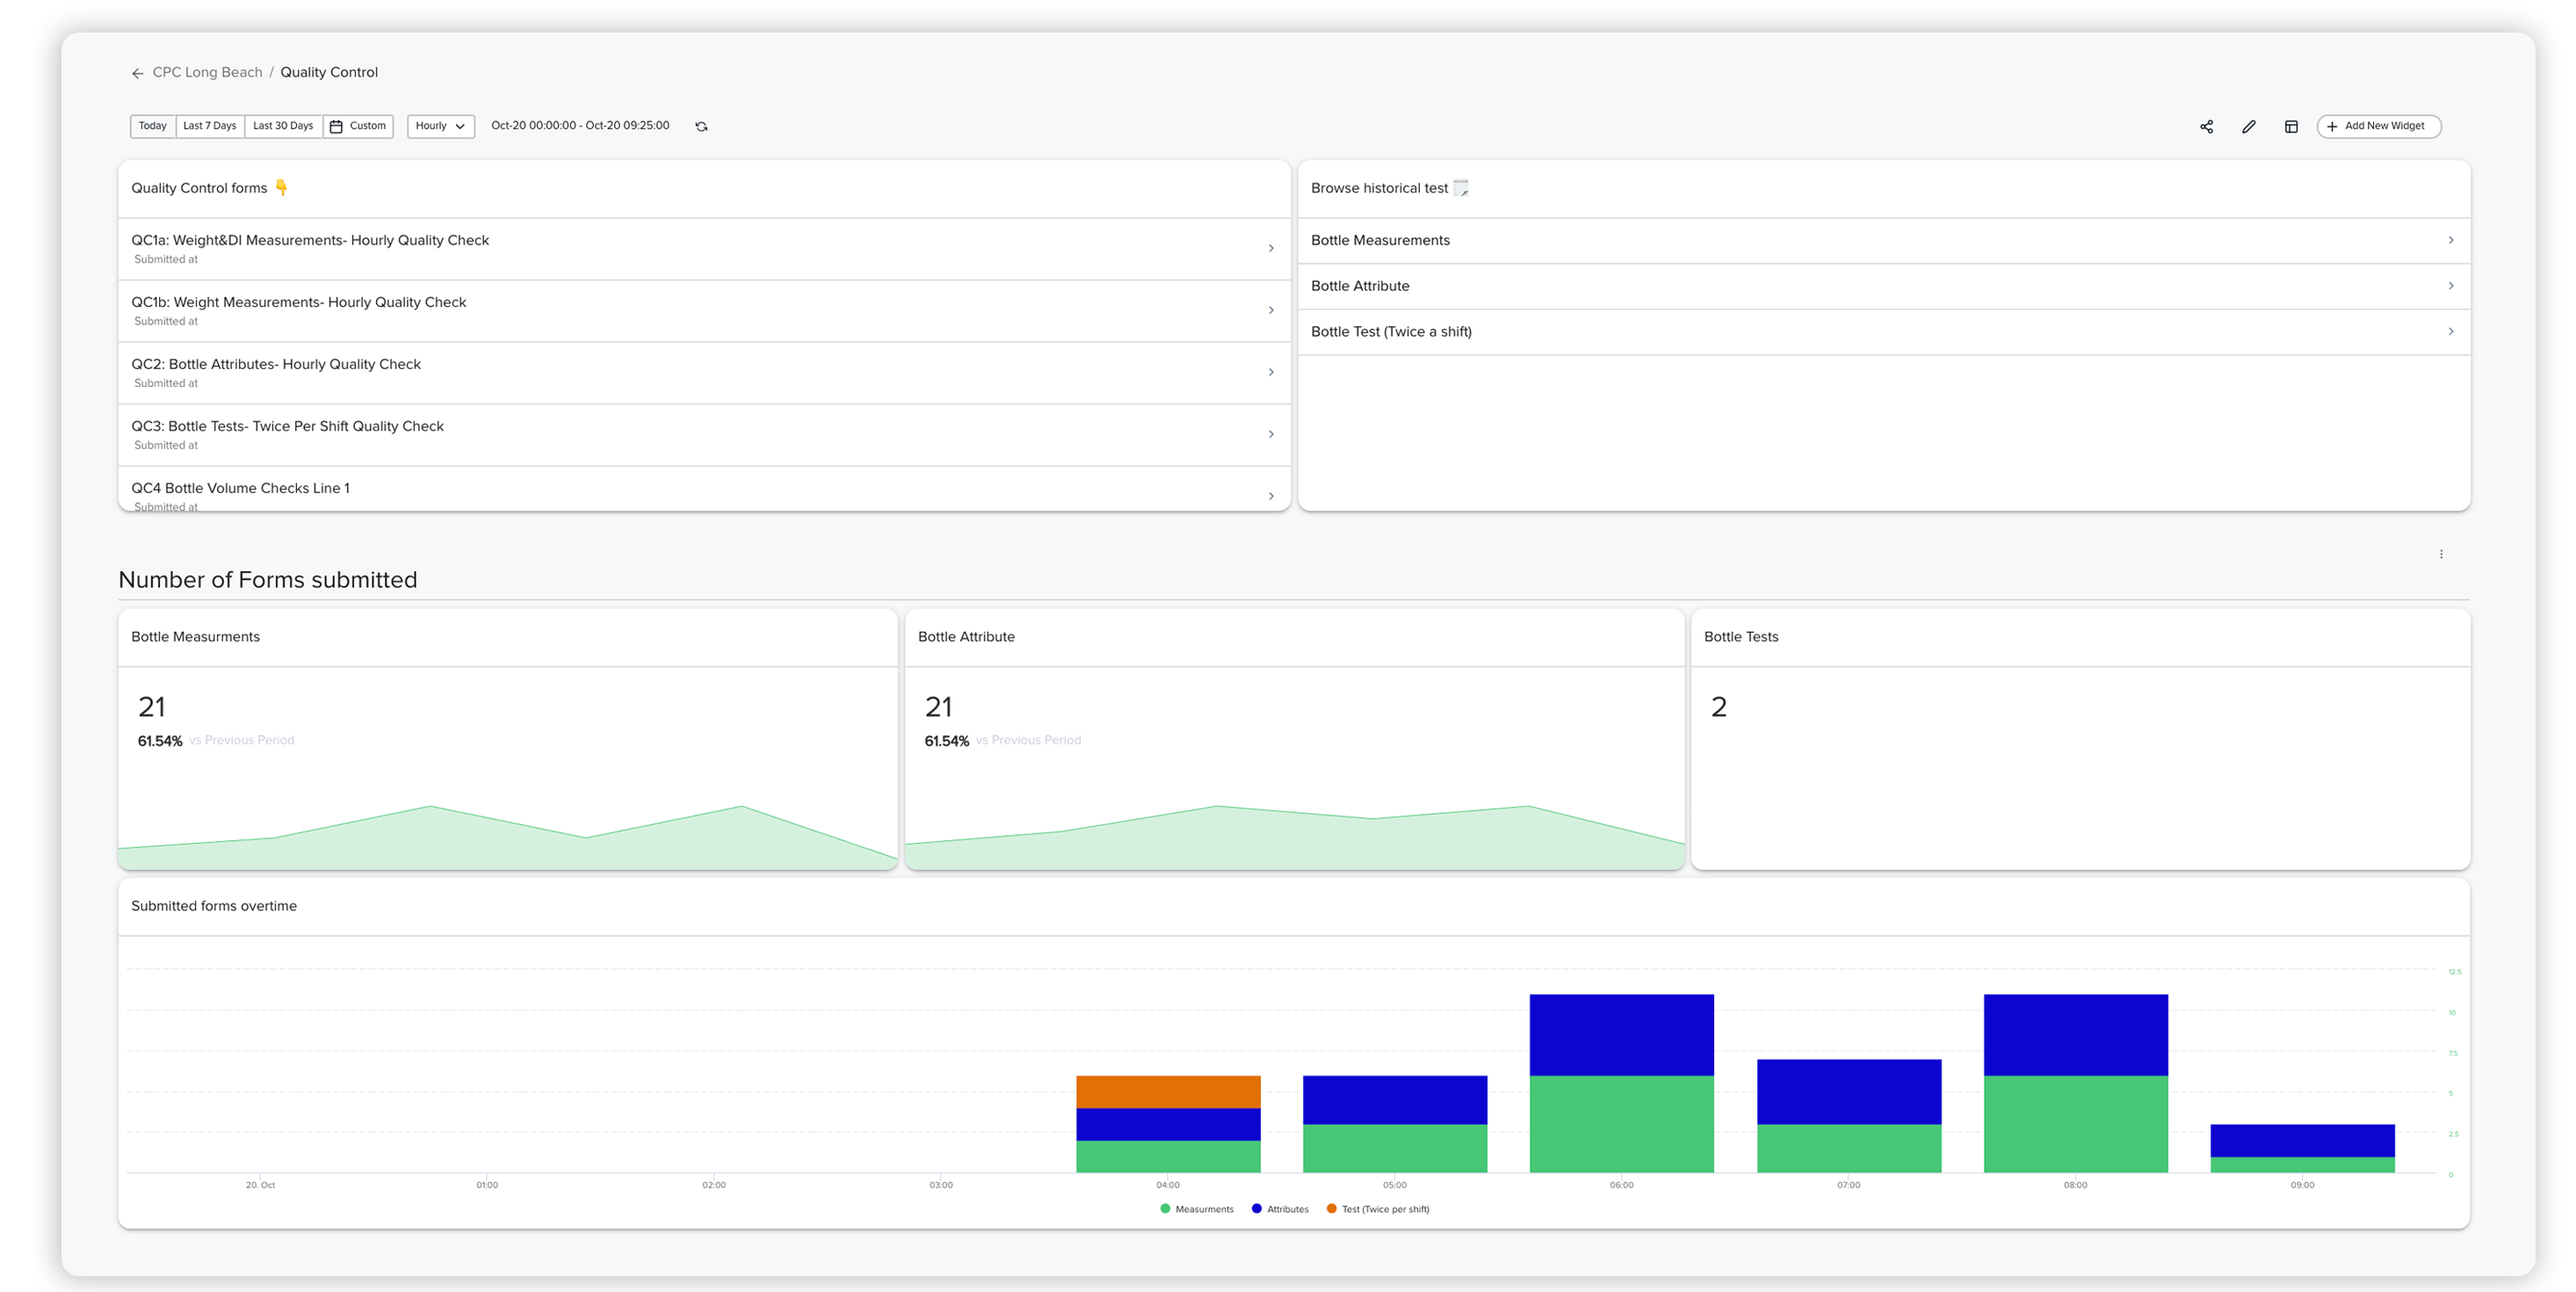 CPC Long Beach / Quality Control
Today Last 7 Days Last 30 Days Custom Hourly Oct-20 00:00:00 - Oct-20 09:25:00 Add New Widget
Quality Control forms
QC1a: Weight&DI Measurements- Hourly Quality Check
Submitted at
QC1b: Weight Measurements- Hourly Quality Check
Submitted at
QC2: Bottle Attributes- Hourly Quality Check
Submitted at
QC3: Bottle Tests- Twice Per Shift Quality Check
Submitted at
QC4 Bottle Volume Checks Line 1
Submitted at
Browse historical test
Bottle Measurements
Bottle Attribute
Bottle Test (Twice a shift)
Number of Forms submitted
Bottle Measurments
21
61.54% vs Previous Period
Bottle Attribute
21
61.54% vs Previous Period
Bottle Tests
2
Submitted forms overtime
12.5
10
7.5
5
2.5
0
20. Oct 01:00 02:00 03:00 04:00 05:00 06:00 07:00 08:00 09:00
Measurments Attributes Test (Twice per shift)